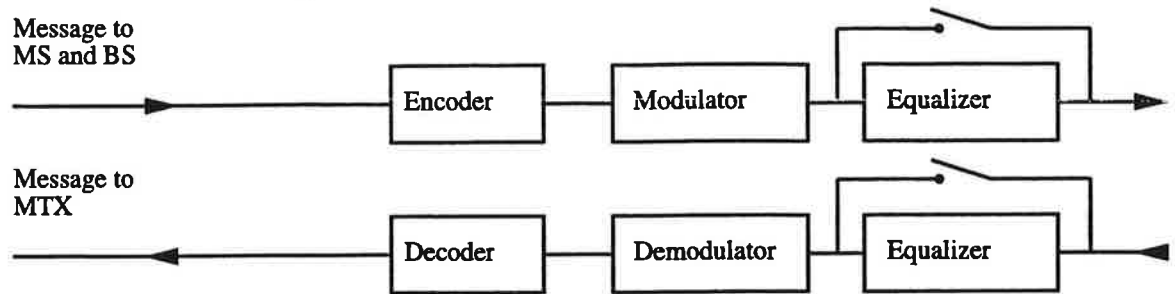 Message to
MS and BS
Encoder
Modulator
Equalizer
Message to
MTX
Decoder
Demodulator
Equalizer